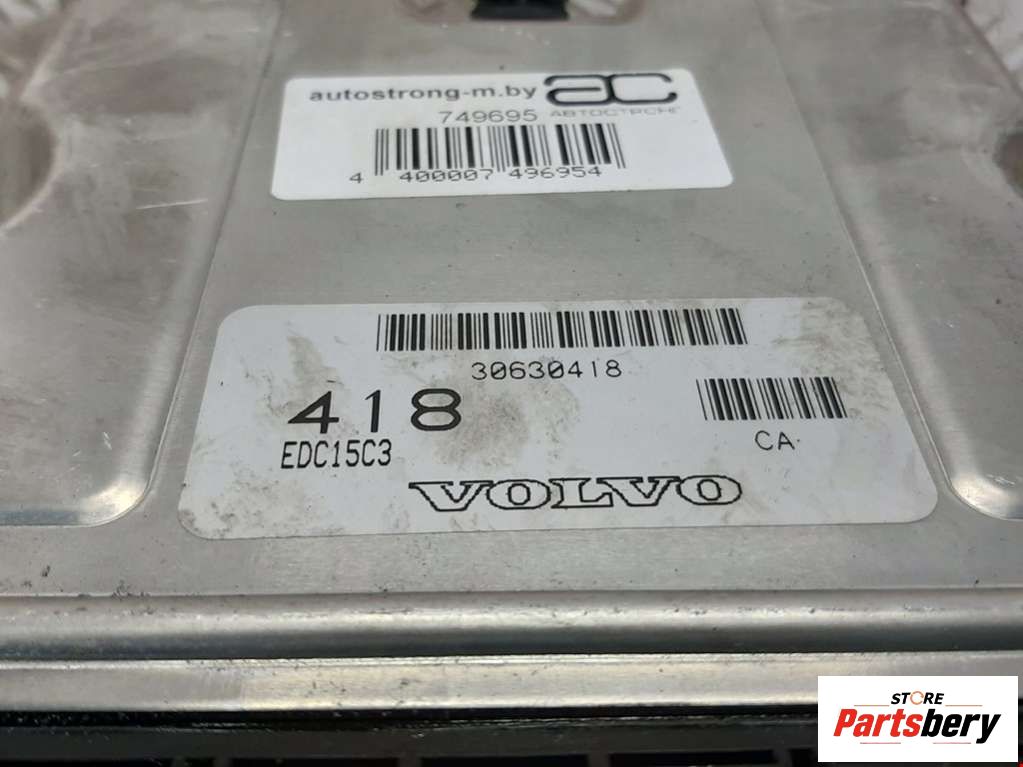 autostrong-m.by
749695 АВТОСТРОНГ
4 400007 496954
30630418
418
EDC15C3
CA
VOLVO
STORE
Partsbery